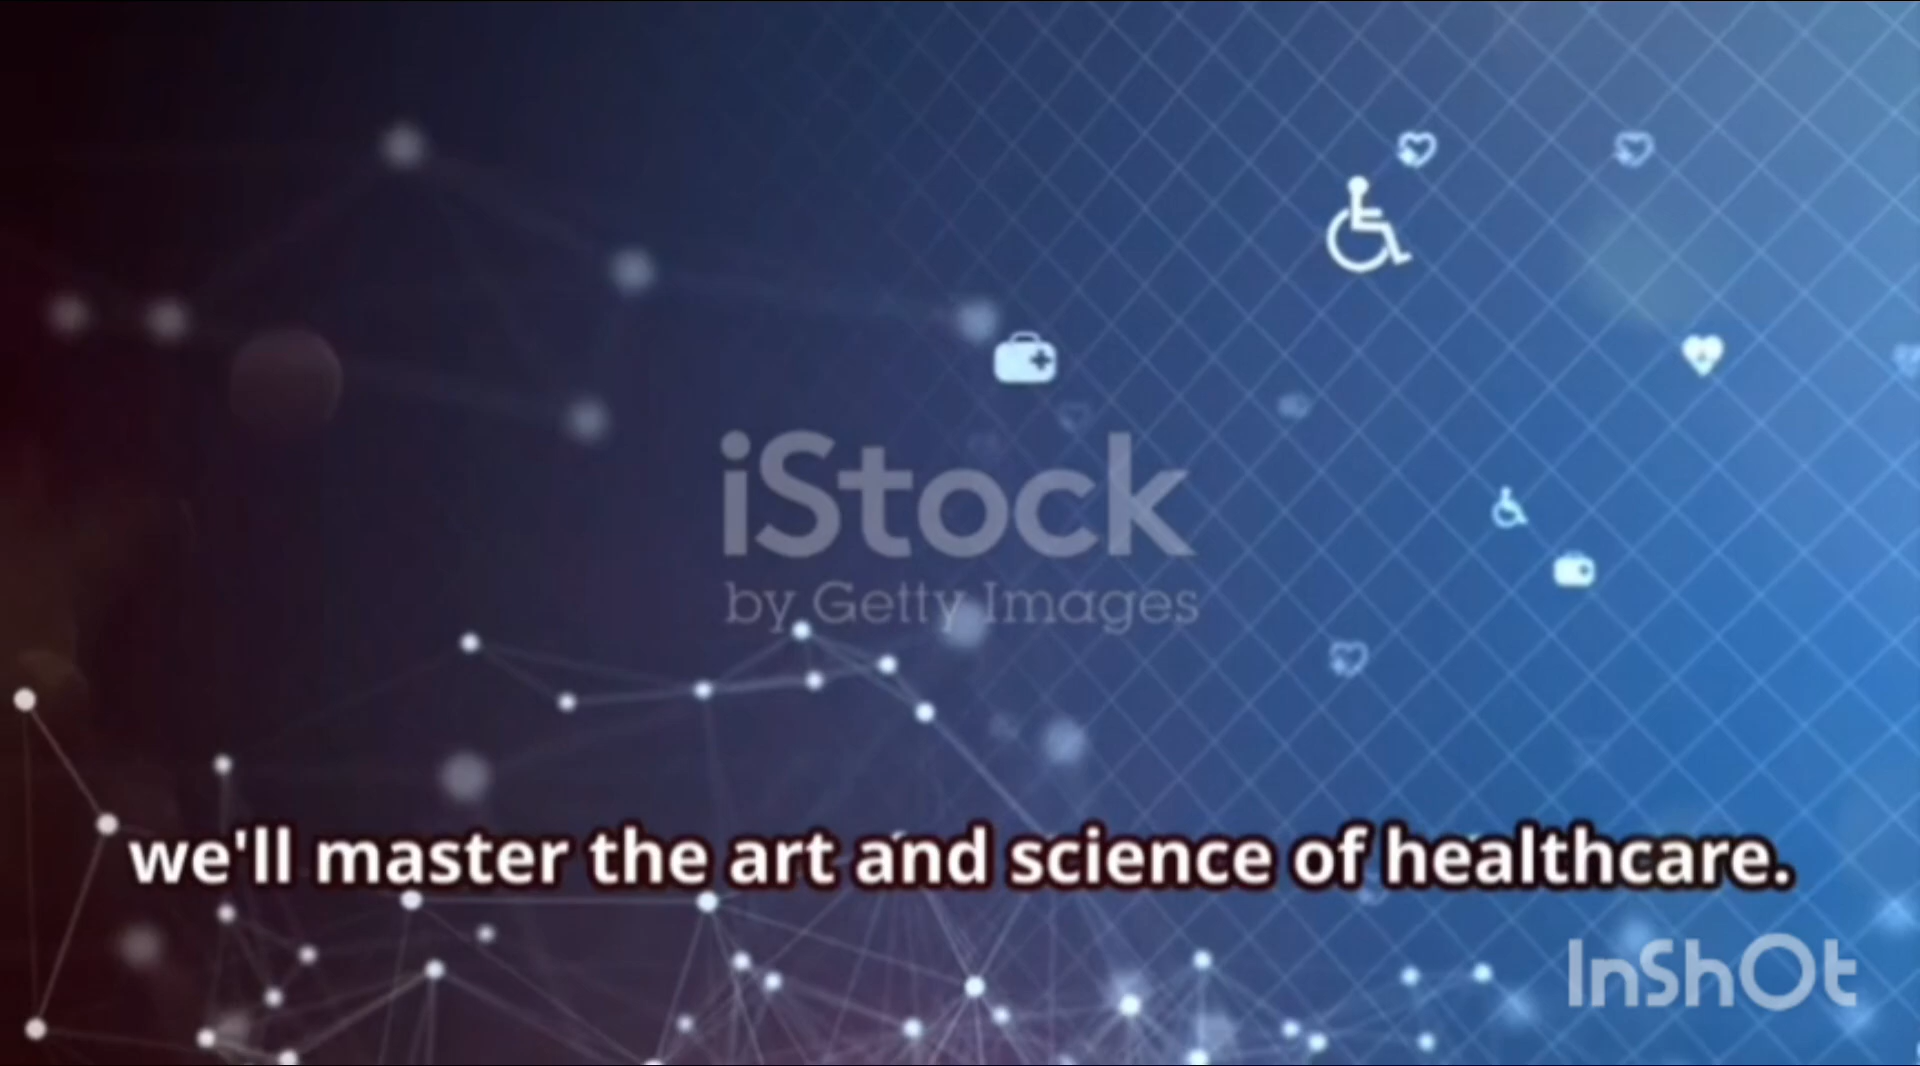 iStock
by Getty Images
we'll master the art and science of healthcare.
InShOt